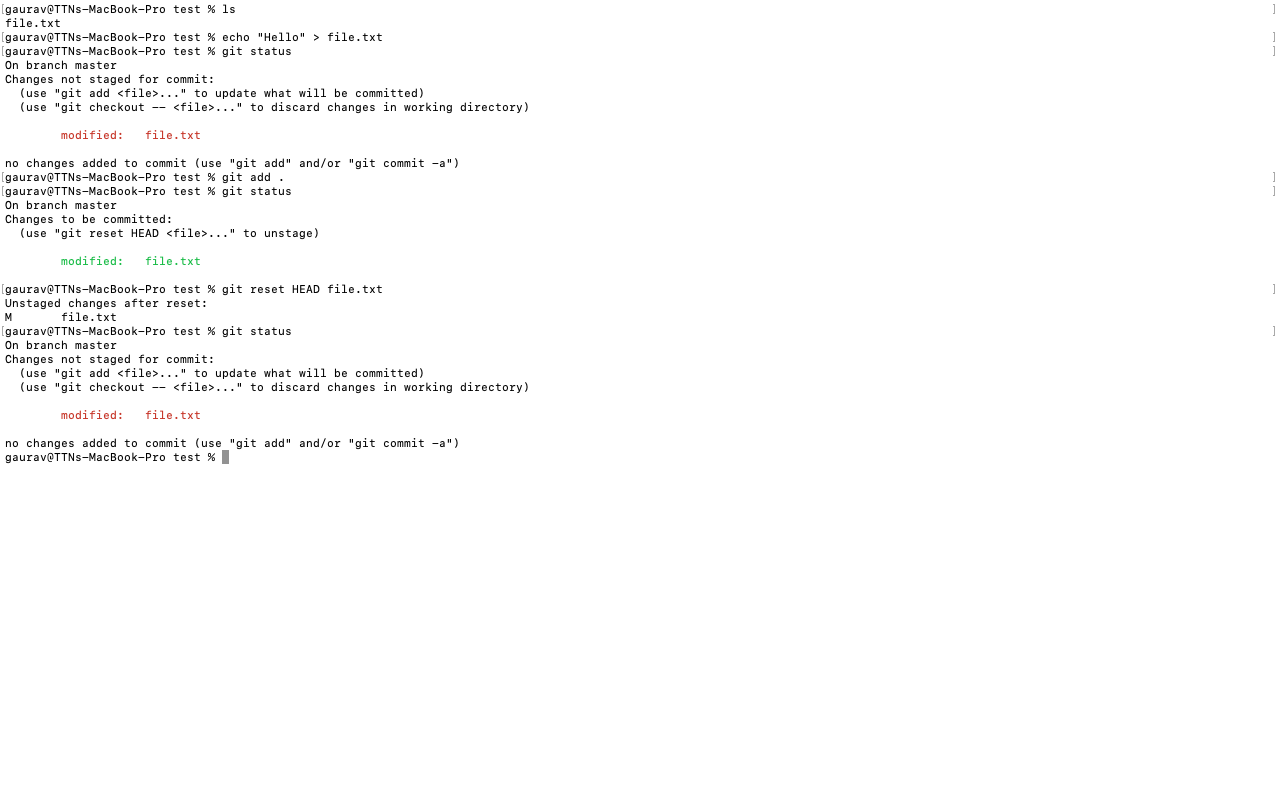 [gaurav@TTNs-MacBook-Pro test % ls ]
file.txt
[gaurav@TTNs-MacBook-Pro test % echo "Hello" > file.txt ]
[gaurav@TTNs-MacBook-Pro test % git status ]
On branch master
Changes not staged for commit:
  (use "git add <file>..." to update what will be committed)
  (use "git checkout -- <file>..." to discard changes in working directory)
        modified:   file.txt
no changes added to commit (use "git add" and/or "git commit -a")
[gaurav@TTNs-MacBook-Pro test % git add . ]
[gaurav@TTNs-MacBook-Pro test % git status ]
On branch master
Changes to be committed:
  (use "git reset HEAD <file>..." to unstage)
        modified:   file.txt
[gaurav@TTNs-MacBook-Pro test % git reset HEAD file.txt ]
Unstaged changes after reset:
M       file.txt
[gaurav@TTNs-MacBook-Pro test % git status ]
On branch master
Changes not staged for commit:
  (use "git add <file>..." to update what will be committed)
  (use "git checkout -- <file>..." to discard changes in working directory)
        modified:   file.txt
no changes added to commit (use "git add" and/or "git commit -a")
gaurav@TTNs-MacBook-Pro test %